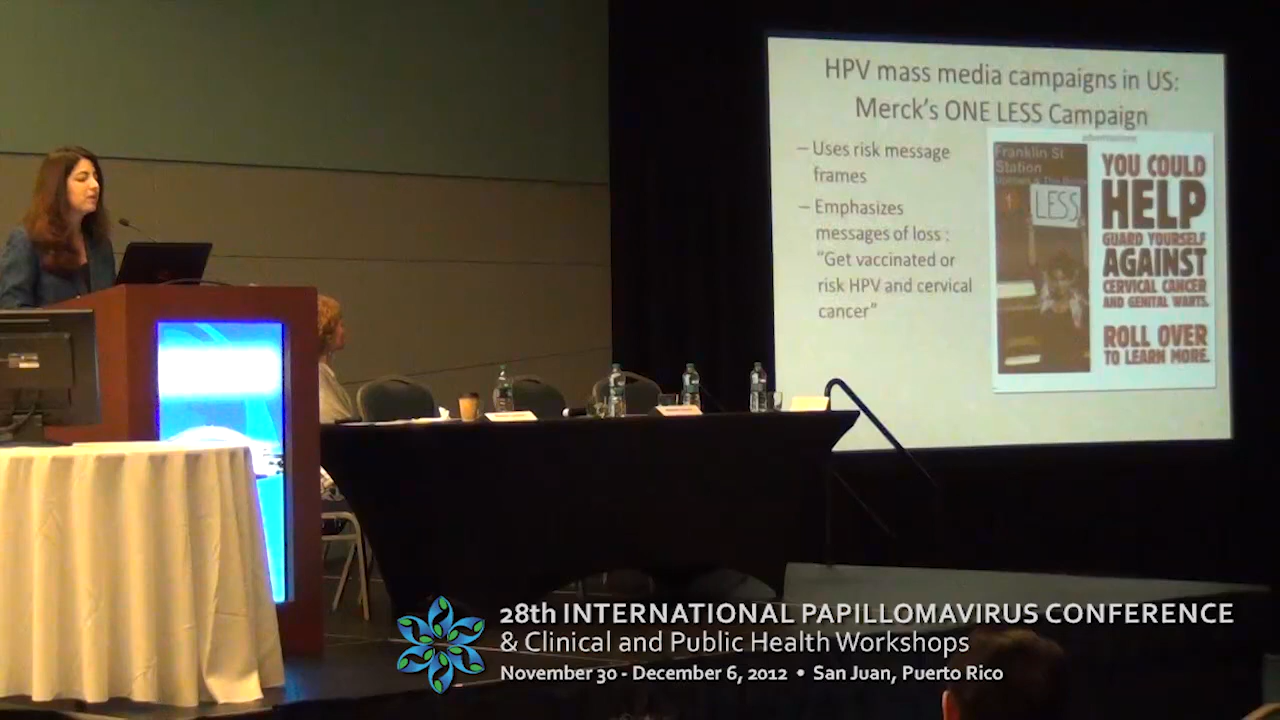 HPV mass media campaigns in US:
Merck's ONE LESS Campaign
– Uses risk message
frames
– Emphasizes
messages of loss :
"Get vaccinated or
risk HPV and cervical
cancer"
Franklin St
Station
1
LESS
YOU COULD
HELP
GUARD YOURSELF
AGAINST
CERVICAL CANCER
AND GENITAL WARTS.
ROLL OVER
TO LEARN MORE.
28th INTERNATIONAL PAPILLOMAVIRUS CONFERENCE
& Clinical and Public Health Workshops
November 30 - December 6, 2012 • San Juan, Puerto Rico